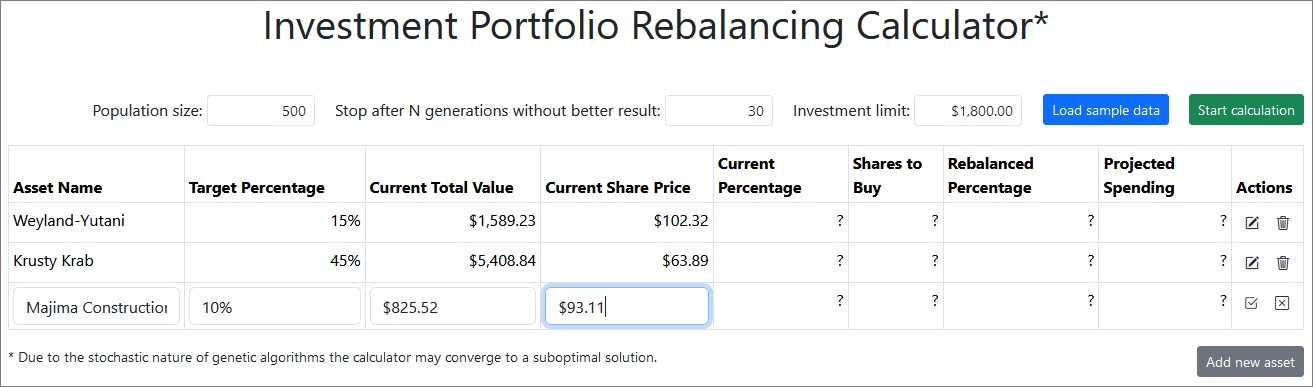 Investment Portfolio Rebalancing Calculator*
Population size: 500 Stop after N generations without better result: 30 Investment limit: $1,800.00 Load sample data Start calculation
Asset Name Target Percentage Current Total Value Current Share Price Current Percentage Shares to Buy Rebalanced Percentage Projected Spending Actions
Weyland-Yutani 15% $1,589.23 $102.32 ? ? ? ?
Krusty Krab 45% $5,408.84 $63.89 ? ? ? ?
Majima Construction 10% $825.52 $93.11 ? ? ? ?
* Due to the stochastic nature of genetic algorithms the calculator may converge to a suboptimal solution.
Add new asset